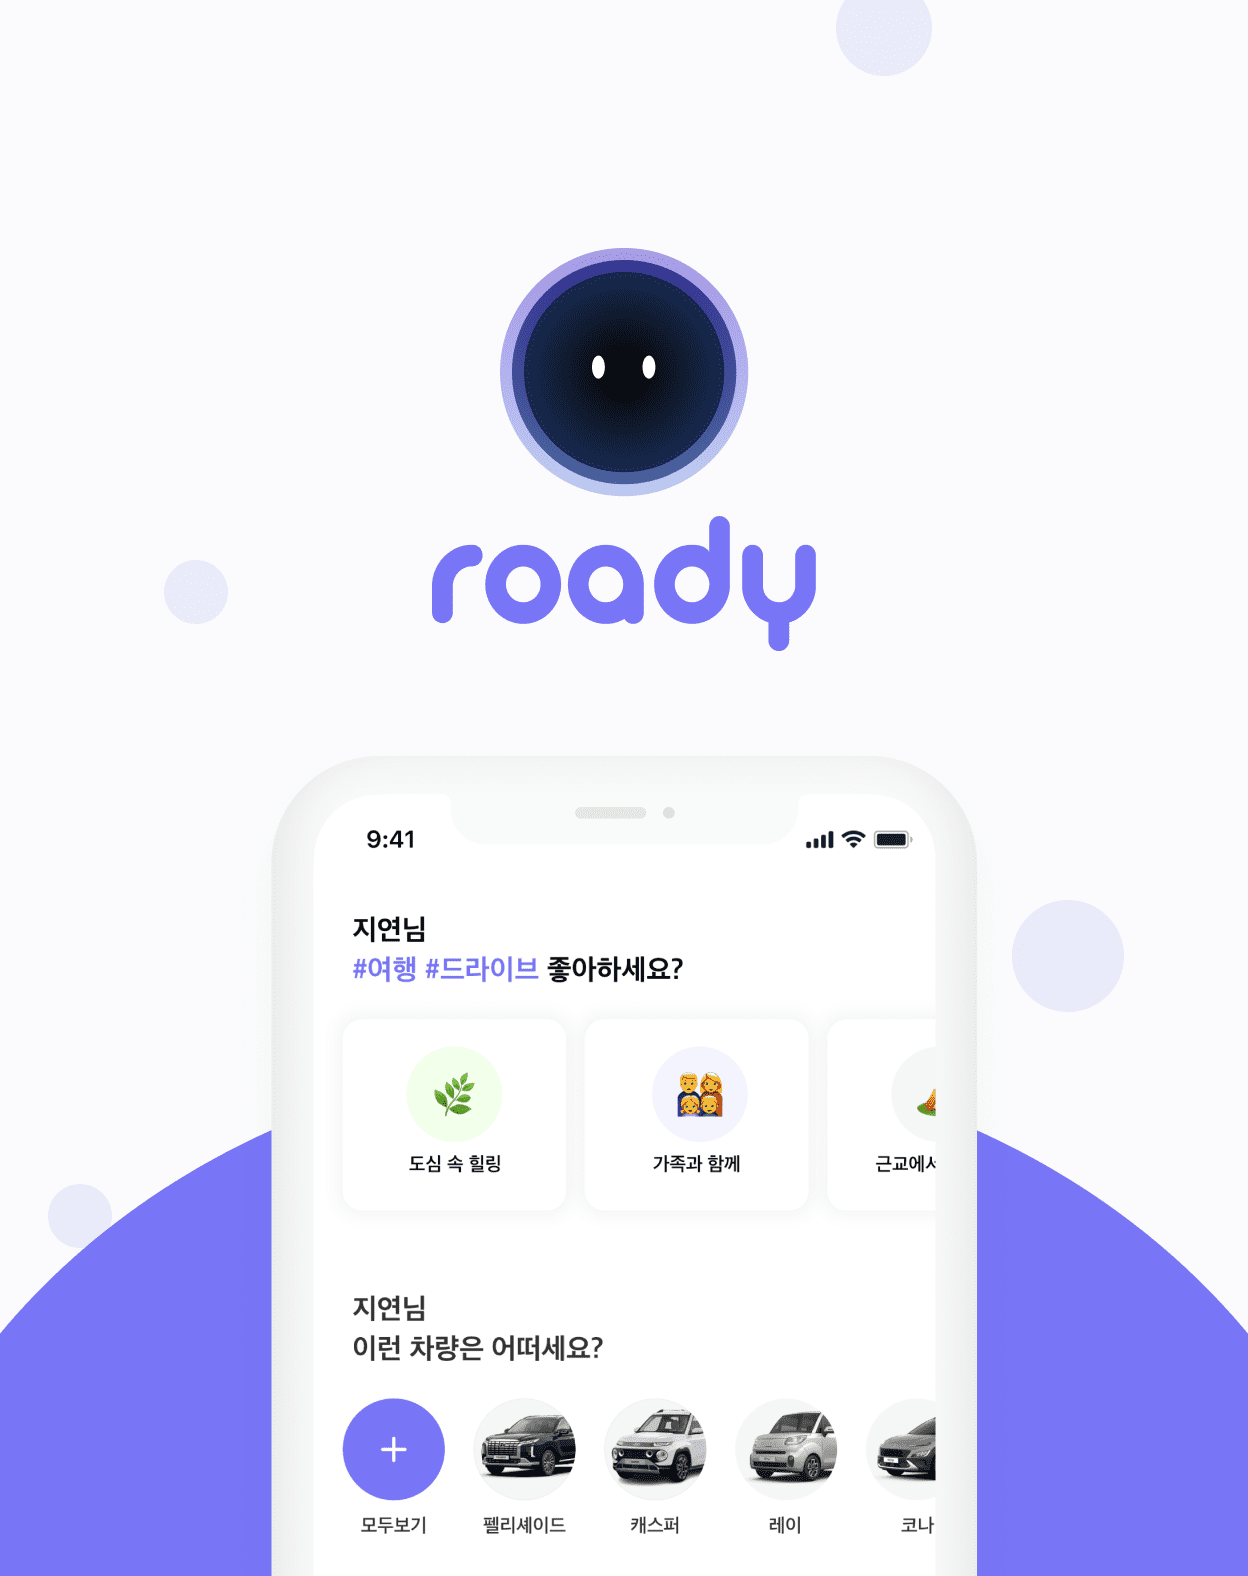 roady
9:41
지연님
#여행 #드라이브 좋아하세요?
도심 속 힐링
가족과 함께
근교에서
지연님
이런 차량은 어떠세요?
모두보기
펠리셰이드
캐스퍼
레이
코나